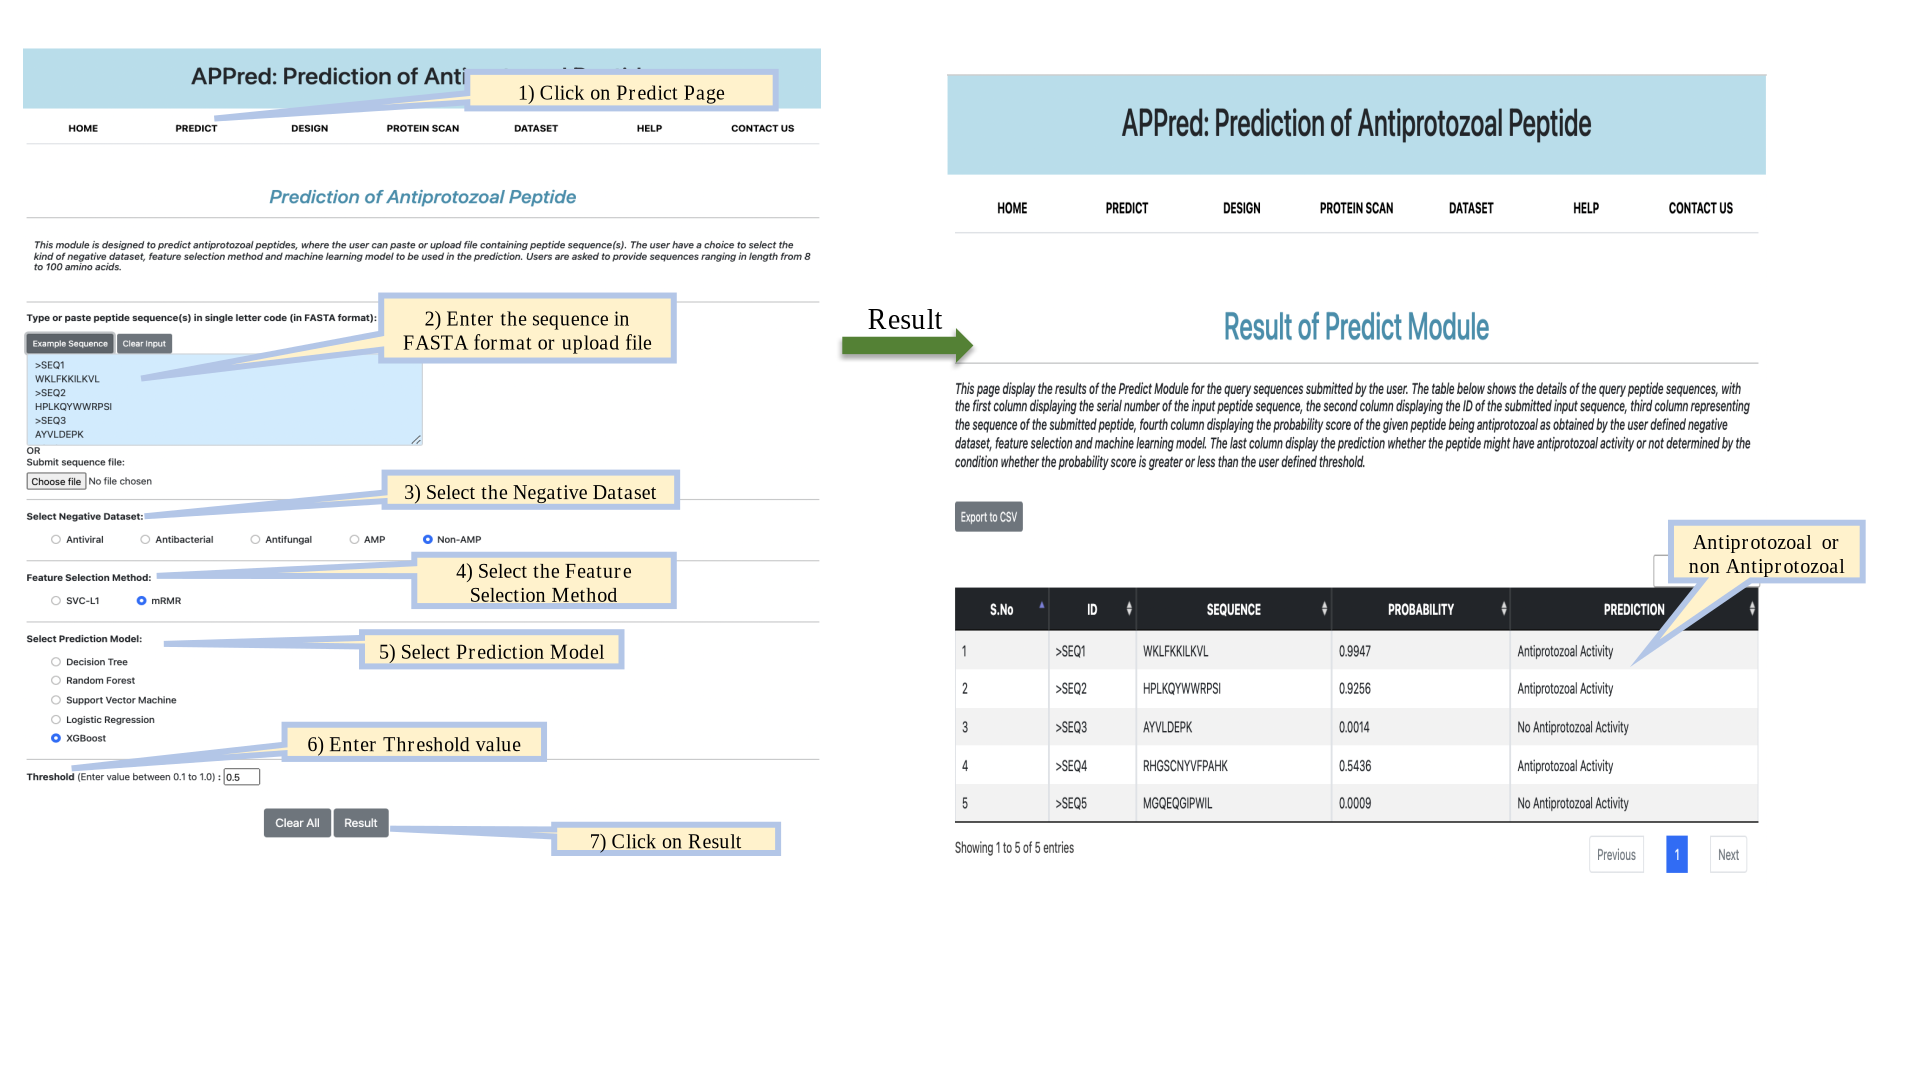 APPred: Prediction of Anti
1) Click on Predict Page
HOME PREDICT DESIGN PROTEIN SCAN DATASET HELP CONTACT US
Prediction of Antiprotozoal Peptide
This module is designed to predict antiprotozoal peptides, where the user can paste or upload file containing peptide sequence(s). The user have a choice to select the
kind of negative dataset, feature selection method and machine learning model to be used in the prediction. Users are asked to provide sequences ranging in length from 8
to 100 amino acids.
Type or paste peptide sequence(s) in single letter code (in FASTA format):
2) Enter the sequence in
FASTA format or upload file
Example Sequence Clear Input
>SEQ1
WKLFKKILKVL
>SEQ2
HPLKQYWWRPSI
>SEQ3
AYVLDEPK
OR
Submit sequence file:
Choose file No file chosen
3) Select the Negative Dataset
Select Negative Dataset:
Antiviral Antibacterial Antifungal AMP Non-AMP
4) Select the Feature
Selection Method
Feature Selection Method:
SVC-L1 mRMR
Select Prediction Model:
5) Select Prediction Model
Decision Tree
Random Forest
Support Vector Machine
Logistic Regression
XGBoost
6) Enter Threshold value
Threshold (Enter value between 0.1 to 1.0) : 0.5
Clear All Result
7) Click on Result
Result
APPred: Prediction of Antiprotozoal Peptide
HOME PREDICT DESIGN PROTEIN SCAN DATASET HELP CONTACT US
Result of Predict Module
This page display the results of the Predict Module for the query sequences submitted by the user. The table below shows the details of the query peptide sequences, with
the first column displaying the serial number of the input peptide sequence, the second column displaying the ID of the submitted input sequence, third column representing
the sequence of the submitted peptide, fourth column displaying the probability score of the given peptide being antiprotozoal as obtained by the user defined negative
dataset, feature selection and machine learning model. The last column display the prediction whether the peptide might have antiprotozoal activity or not determined by the
condition whether the probability score is greater or less than the user defined threshold.
Export to CSV
Antiprotozoal or
non Antiprotozoal
S.No ID SEQUENCE PROBABILITY PREDICTION
1 >SEQ1 WKLFKKILKVL 0.9947 Antiprotozoal Activity
2 >SEQ2 HPLKQYWWRPSI 0.9256 Antiprotozoal Activity
3 >SEQ3 AYVLDEPK 0.0014 No Antiprotozoal Activity
4 >SEQ4 RHGSCNYVFPAHK 0.5436 Antiprotozoal Activity
5 >SEQ5 MGQEQGIPWIL 0.0009 No Antiprotozoal Activity
Showing 1 to 5 of 5 entries
Previous 1 Next